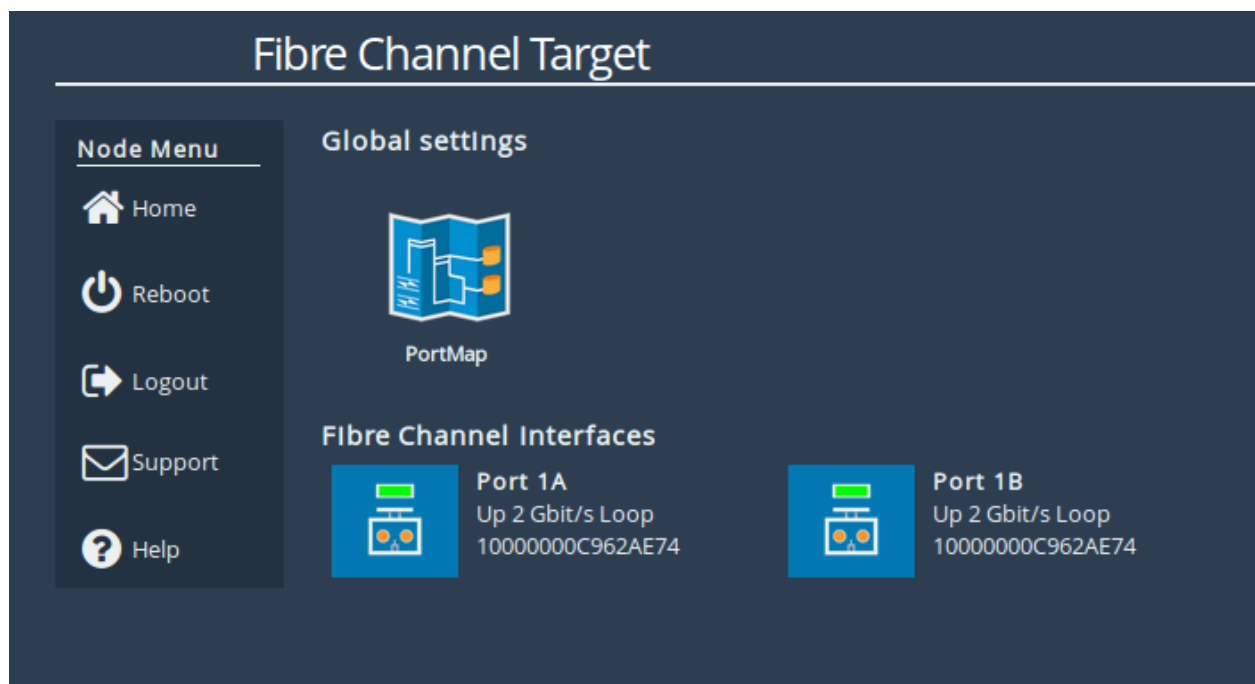 Fibre Channel Target
Node Menu
Home
Reboot
Logout
Support
Help
Global settIngs
PortMap
FIbre Channel Interfaces
Port 1A
Up 2 Gbit/s Loop
10000000C962AE74
Port 1B
Up 2 Gbit/s Loop
10000000C962AE74